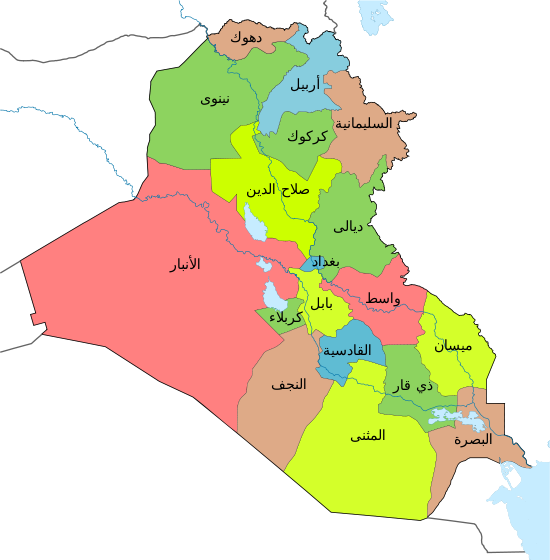 دهوك
أربيل
نينوى
السليمانية
كركوك
صلاح الدين
ديالى
بغداد
الأنبار
واسط
بابل
كربلاء
ميسان
القادسية
ذي قار
النجف
المثنى
البصرة